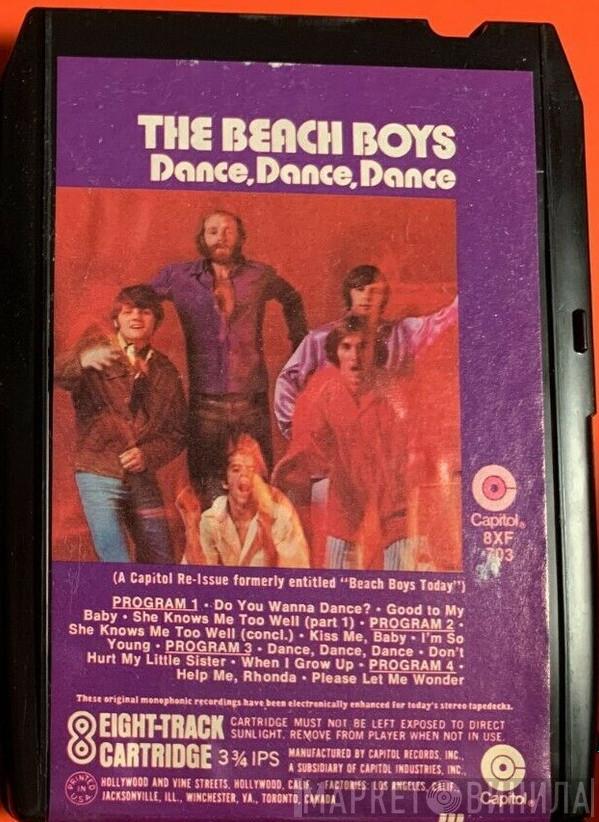 THE BEACH BOYS
Dance, Dance, Dance
Capitol®
8XF
703
(A Capitol Re-Issue formerly entitled "Beach Boys Today")
PROGRAM 1 • Do You Wanna Dance? • Good to My
Baby • She Knows Me Too Well (part 1) • PROGRAM 2 •
She Knows Me Too Well (concl.) • Kiss Me, Baby • I'm So
Young • PROGRAM 3 • Dance, Dance, Dance • Don't
Hurt My Little Sister • When I Grow Up • PROGRAM 4 •
Help Me, Rhonda • Please Let Me Wonder
These original monophonic recordings have been electronically enhanced for today's stereo tapedecks.
8 EIGHT-TRACK
CARTRIDGE 3¾ IPS
CARTRIDGE MUST NOT BE LEFT EXPOSED TO DIRECT
SUNLIGHT. REMOVE FROM PLAYER WHEN NOT IN USE.
MANUFACTURED BY CAPITOL RECORDS, INC.,
A SUBSIDIARY OF CAPITOL INDUSTRIES, INC.
PRINTED IN U.S.A.
HOLLYWOOD AND VINE STREETS, HOLLYWOOD, CALIF. FACTORIES: LOS ANGELES, CALIF.,
JACKSONVILLE, ILL., WINCHESTER, VA., TORONTO, CANADA.
Capitol®
МАРКЕТ ВИНИЛА